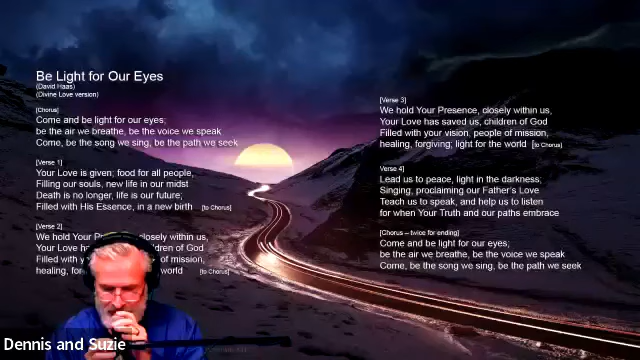 Be Light for Our Eyes
(David Haas)
(Divine Love version)
[Chorus]
Come and be light for our eyes;
be the air we breathe, be the voice we speak
Come, be the song we sing, be the path we seek
[Verse 1]
Your Love is given; food for all people,
Filling our souls, new life in our midst
Death is no longer, life is our future;
Filled with His Essence, in a new birth [to Chorus]
[Verse 2]
We hold Your closely within us,
Your Love of God
Filled with of mission,
healing, world [to Chorus]
[Verse 3]
We hold Your Presence, closely within us,
Your Love has saved us, children of God
Filled with your vision, people of mission,
healing, forgiving; light for the world [to Chorus]
Verse 4]
Lead us to peace, light in the darkness;
Singing, proclaiming our Father's Love
Teach us to speak, and help us to listen
for when Your Truth and our paths embrace
[Chorus – twice for ending]
Come and be light for our eyes;
be the air we breathe, be the voice we speak
Come, be the song we sing, be the path we seek
Dennis and Suzie